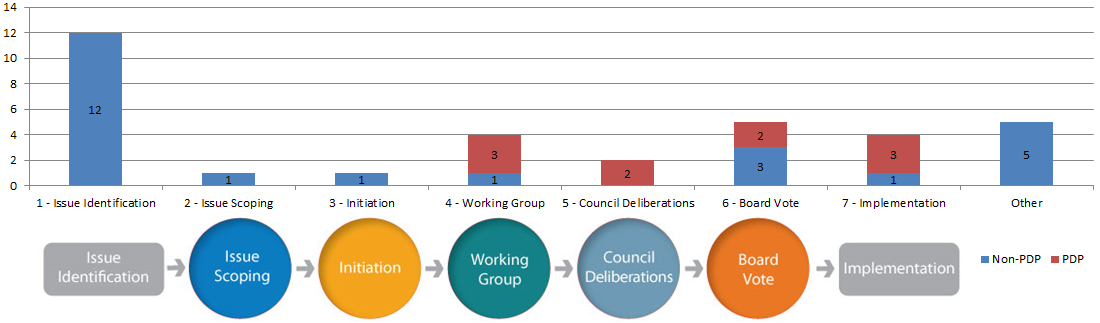 14
12
10
8
6
4
2
0
12
1
1
3
1
2
2
3
3
1
5
1 - Issue Identification
2 - Issue Scoping
3 - Initiation
4 - Working Group
5 - Council Deliberations
6 - Board Vote
7 - Implementation
Other
Issue
Identification
Issue
Scoping
Initiation
Working
Group
Council
Deliberations
Board
Vote
Implementation
Non-PDP
PDP